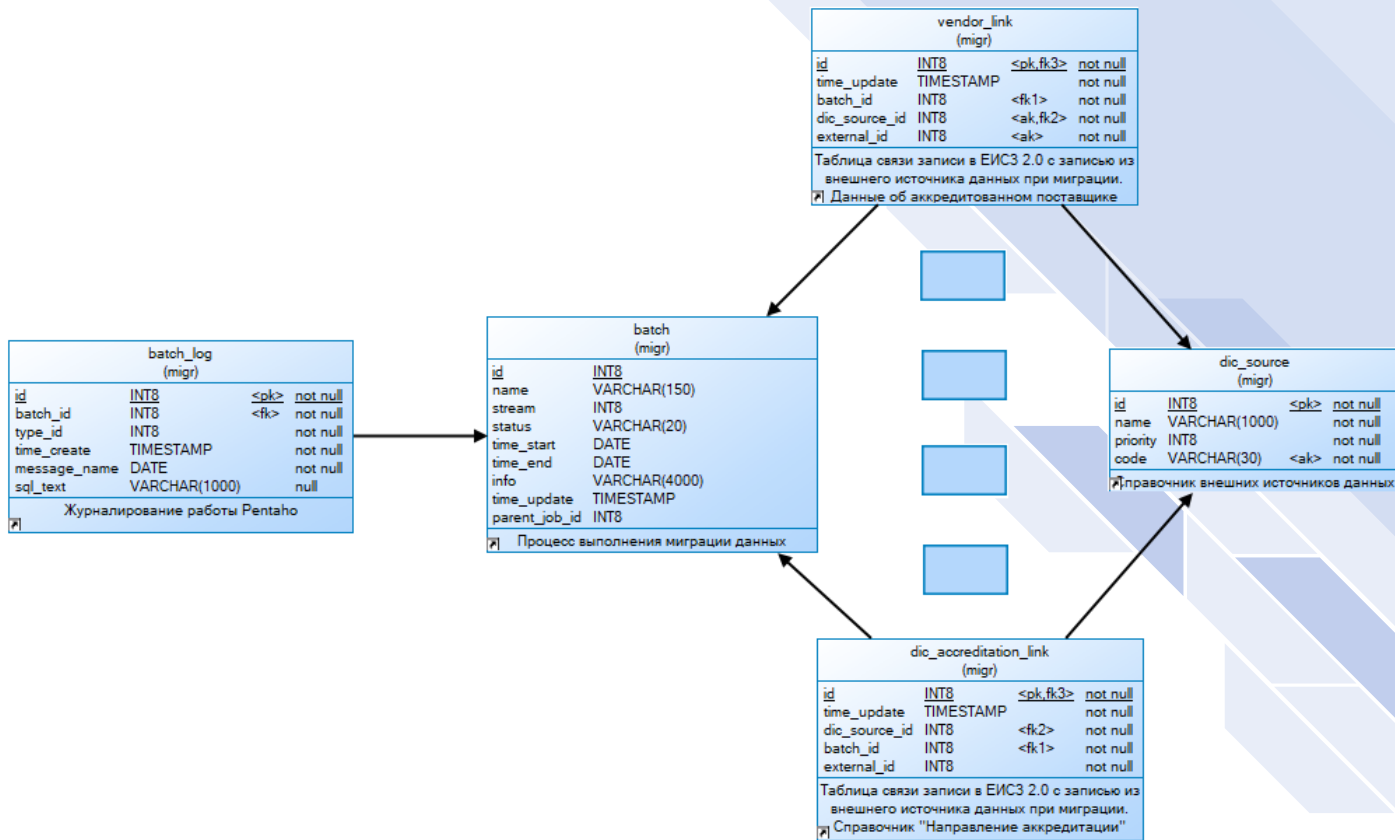 vendor_link
(migr)
id INT8 <pk,fk3> not null
time_update TIMESTAMP not null
batch_id INT8 <fk1> not null
dic_source_id INT8 <ak,fk2> not null
external_id INT8 <ak> not null
Таблица связи записи в ЕИСЗ 2.0 с записью из
внешнего источника данных при миграции.
Данные об аккредитованном поставщике
batch_log
(migr)
id INT8 <pk> not null
batch_id INT8 <fk> not null
type_id INT8 not null
time_create TIMESTAMP not null
message_name DATE not null
sql_text VARCHAR(1000) null
Журналирование работы Pentaho
batch
(migr)
id INT8
name VARCHAR(150)
stream INT8
status VARCHAR(20)
time_start DATE
time_end DATE
info VARCHAR(4000)
time_update TIMESTAMP
parent_job_id INT8
Процесс выполнения миграции данных
dic_source
(migr)
id INT8 <pk> not null
name VARCHAR(1000) not null
priority INT8 not null
code VARCHAR(30) <ak> not null
Справочник внешних источников данных
dic_accreditation_link
(migr)
id INT8 <pk,fk3> not null
time_update TIMESTAMP not null
dic_source_id INT8 <fk2> not null
batch_id INT8 <fk1> not null
external_id INT8 not null
Таблица связи записи в ЕИСЗ 2.0 с записью из
внешнего источника данных при миграции.
Справочник "Направление аккредитации"